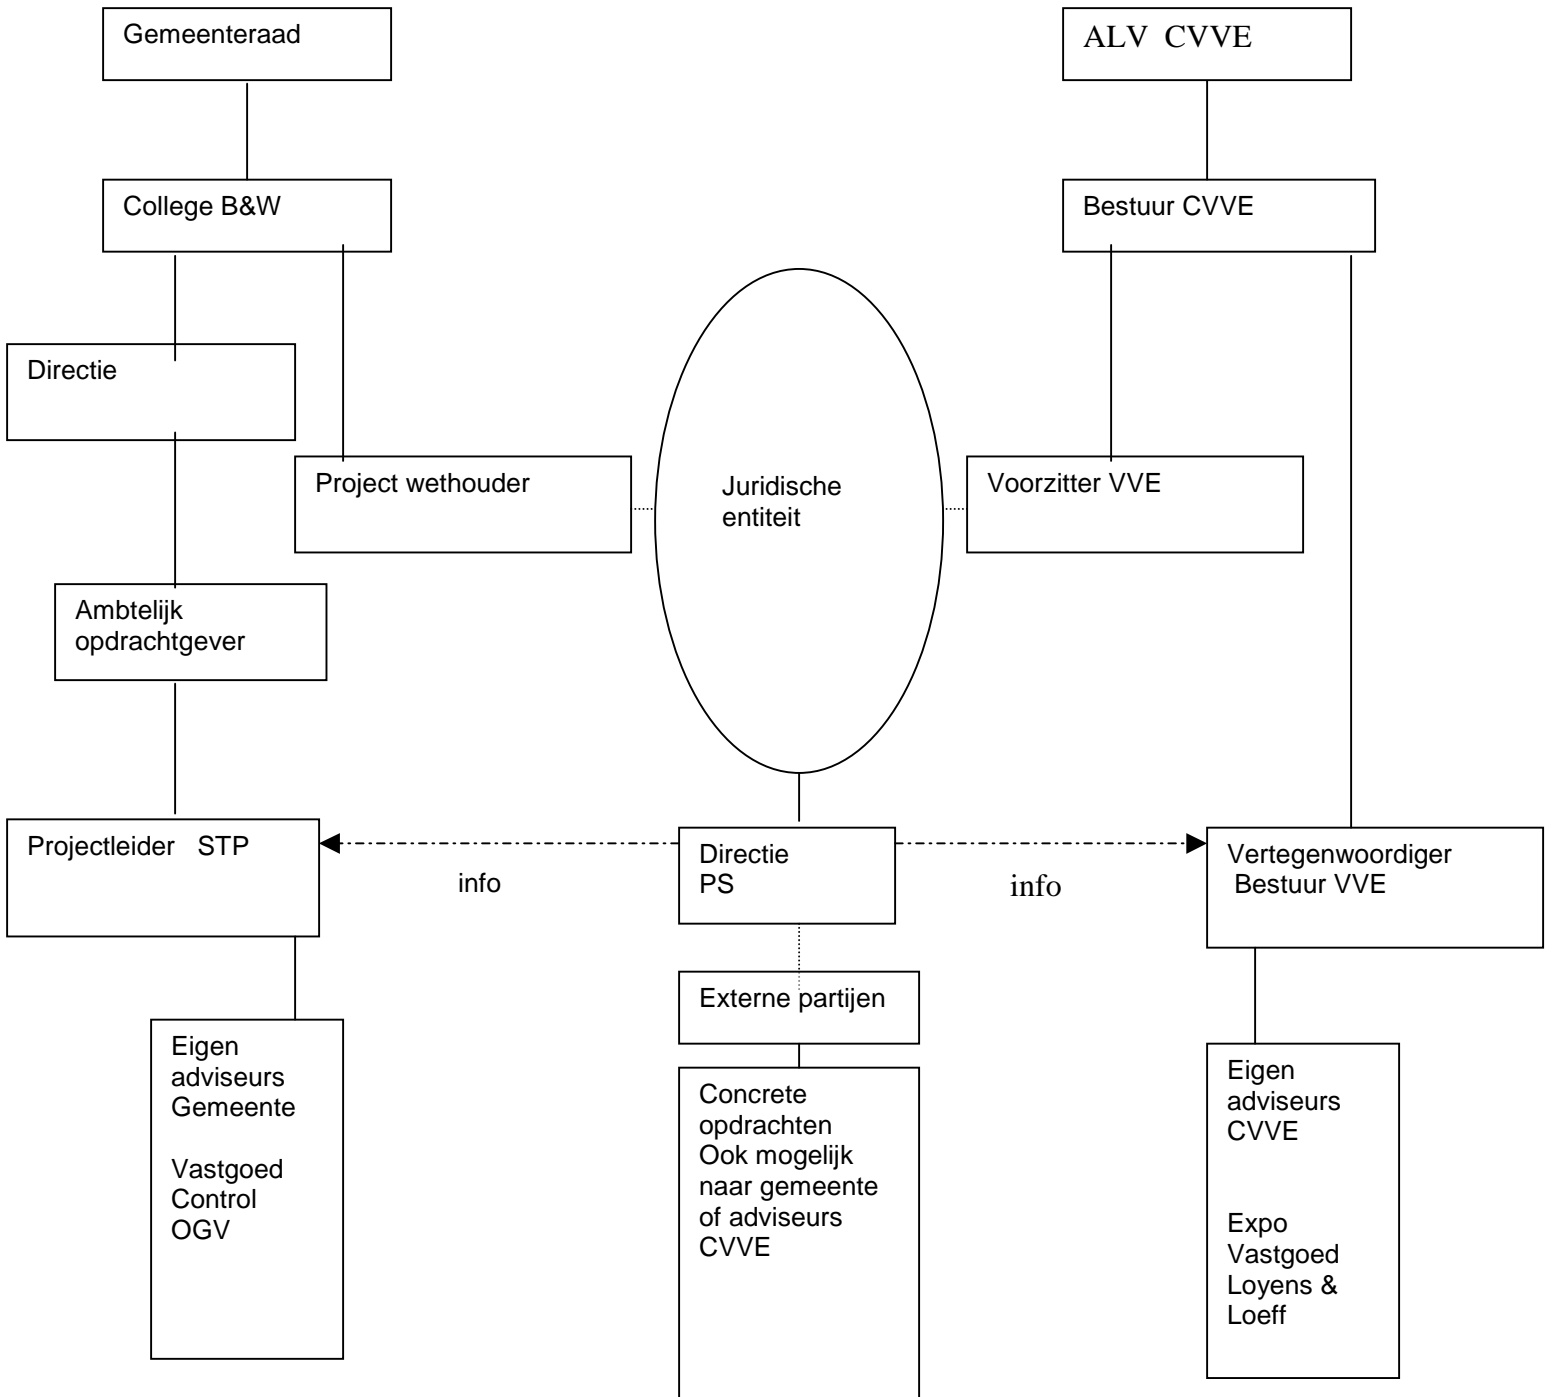 Gemeenteraad
ALV CVVE
College B&W
Bestuur CVVE
Directie
Project wethouder
Juridische
entiteit
Voorzitter VVE
Ambtelijk
opdrachtgever
Projectleider STP
info
Directie
PS
info
Vertegenwoordiger
Bestuur VVE
Externe partijen
Eigen
adviseurs
Gemeente
Vastgoed
Control
OGV
Concrete
opdrachten
Ook mogelijk
naar gemeente
of adviseurs
CVVE
Eigen
adviseurs
CVVE
Expo
Vastgoed
Loyens &
Loeff